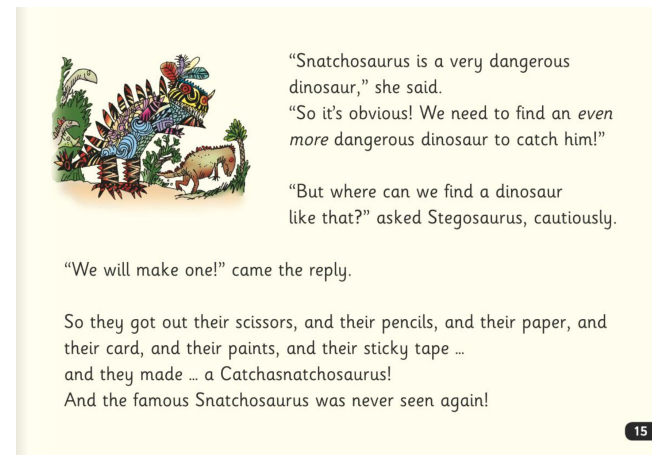 “Snatchosaurus is a very dangerous
dinosaur,” she said.
“So it’s obvious! We need to find an even
more dangerous dinosaur to catch him!”
“But where can we find a dinosaur
like that?” asked Stegosaurus, cautiously.
“We will make one!” came the reply.
So they got out their scissors, and their pencils, and their paper, and
their card, and their paints, and their sticky tape ...
and they made ... a Catchasnatchosaurus!
And the famous Snatchosaurus was never seen again!
15